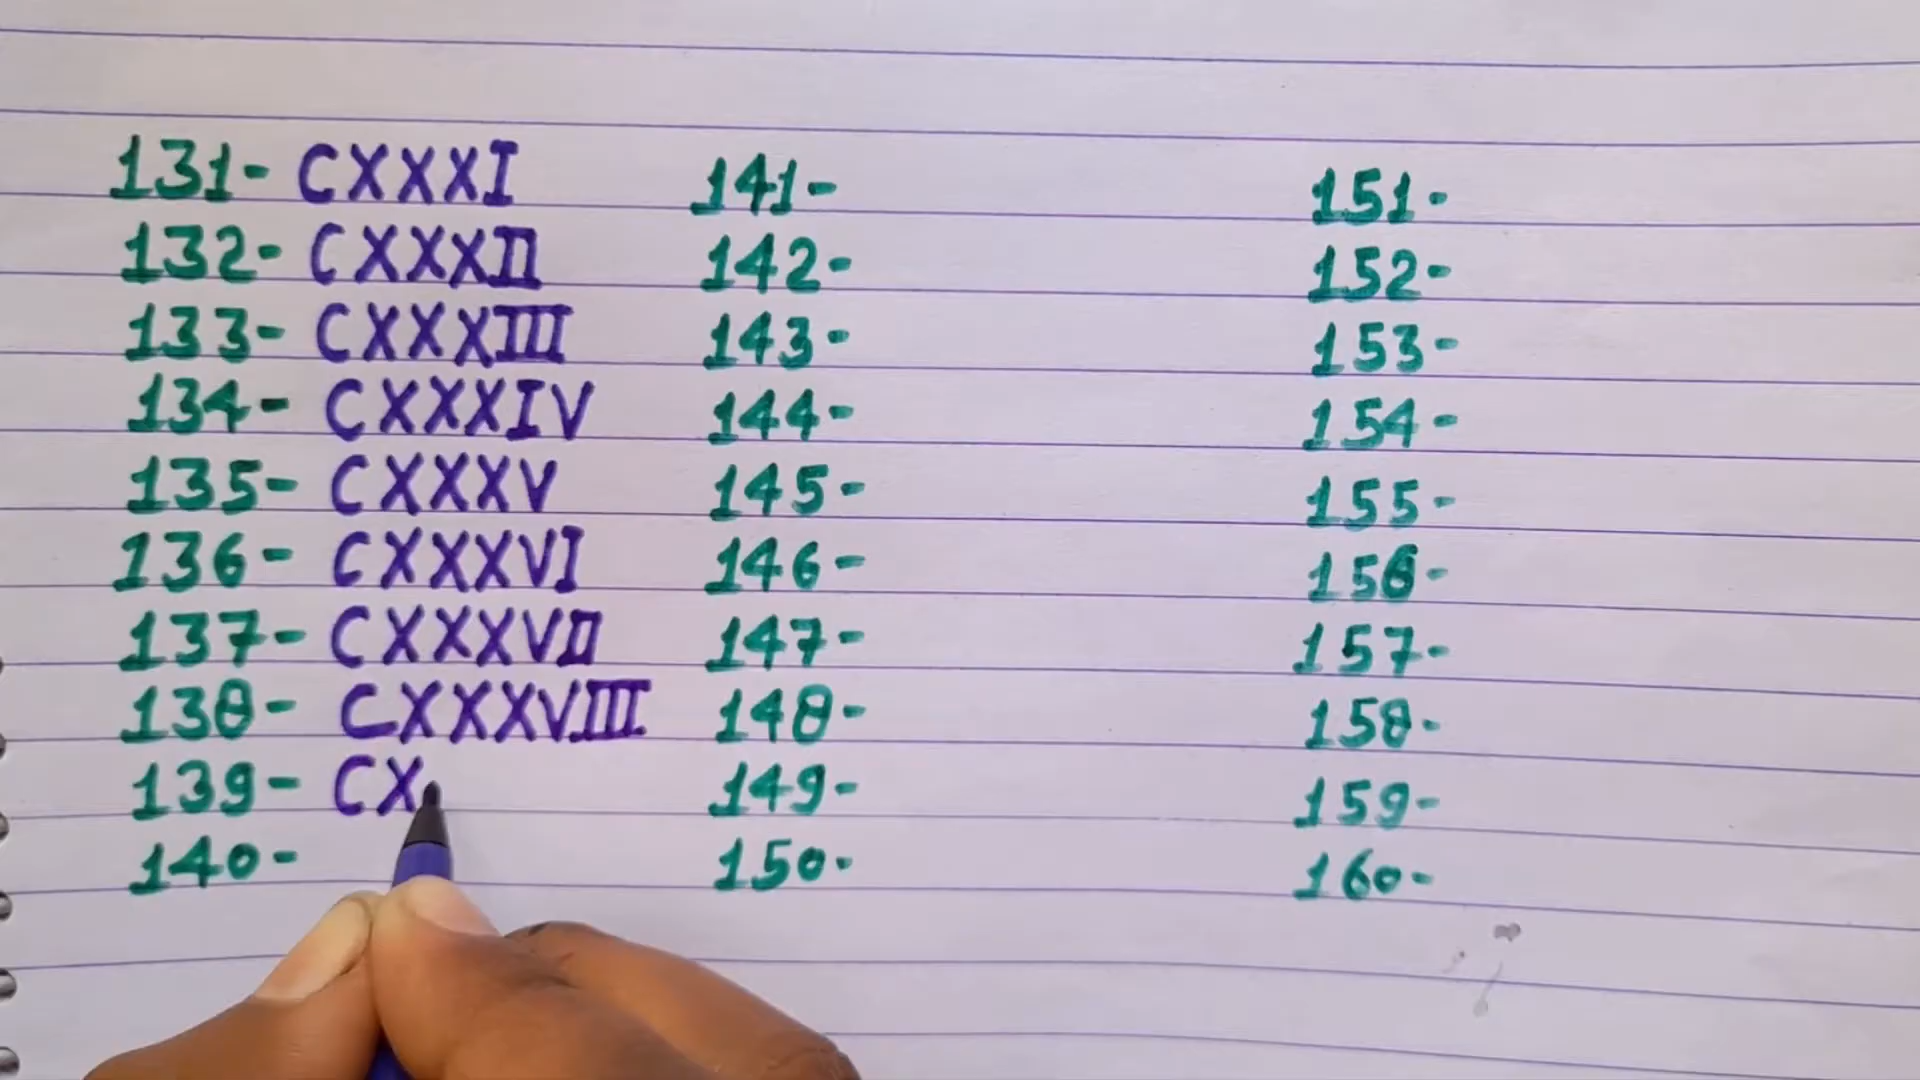 131- CXXXI
132- CXXXII
133- CXXXIII
134- CXXXIV
135- CXXXV
136- CXXXVI
137- CXXXVII
138- CXXXVIII
139- CX
140-
141-
142-
143-
144-
145-
146-
147-
148-
149-
150-
151-
152-
153-
154-
155-
156-
157-
158-
159-
160-